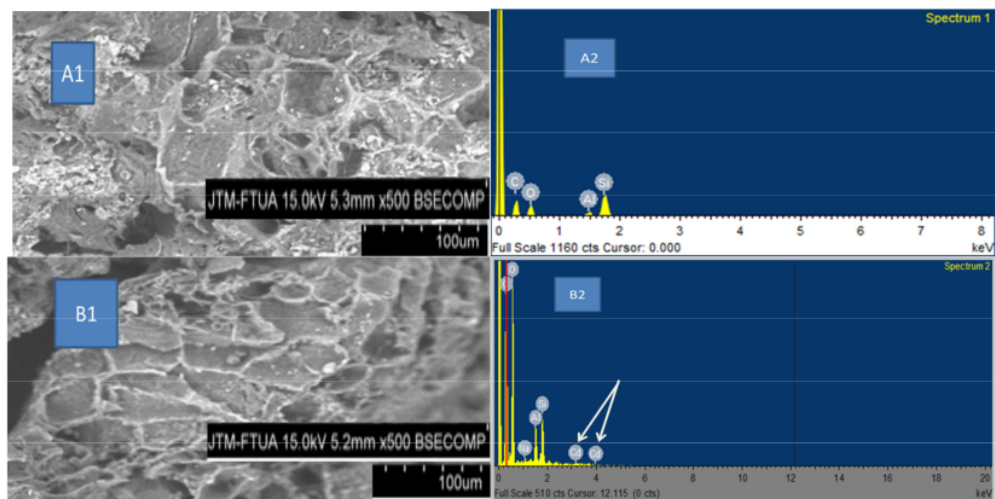 A1
JTM-FTUA 15.0kV 5.3mm x500 BSECOMP
100um
Spectrum 1
A2
C
O
Al
Si
0 1 2 3 4 5 6 7 8
Full Scale 1160 cts Cursor: 0.000
keV
B1
JTM-FTUA 15.0kV 5.2mm x500 BSECOMP
100um
Spectrum 2
B2
O
Si
Al
Na
Cd
Cd
0 2 4 6 8 10 12 14 16 18 20
Full Scale 510 cts Cursor: 12.115 (0 cts)
keV